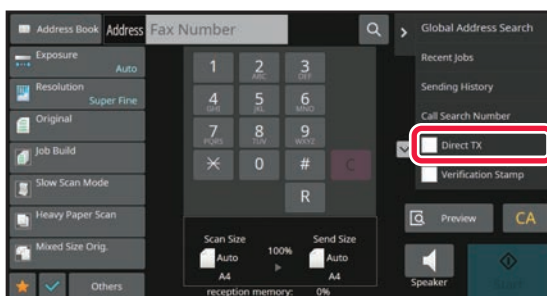 Address Book
Address
Fax Number
Exposure
Auto
Resolution
Super Fine
Original
Job Build
Slow Scan Mode
Heavy Paper Scan
Mixed Size Orig.
Others
1
2 ABC
3 DEF
4 GHI
5 JKL
6 MNO
7 PQRS
8 TUV
9 WXYZ
0
#
C
R
Scan Size
100%
Send Size
Auto
Auto
A4
A4
reception memory: 0%
Global Address Search
Recent Jobs
Sending History
Call Search Number
Direct TX
Verification Stamp
Preview
CA
Speaker
Start